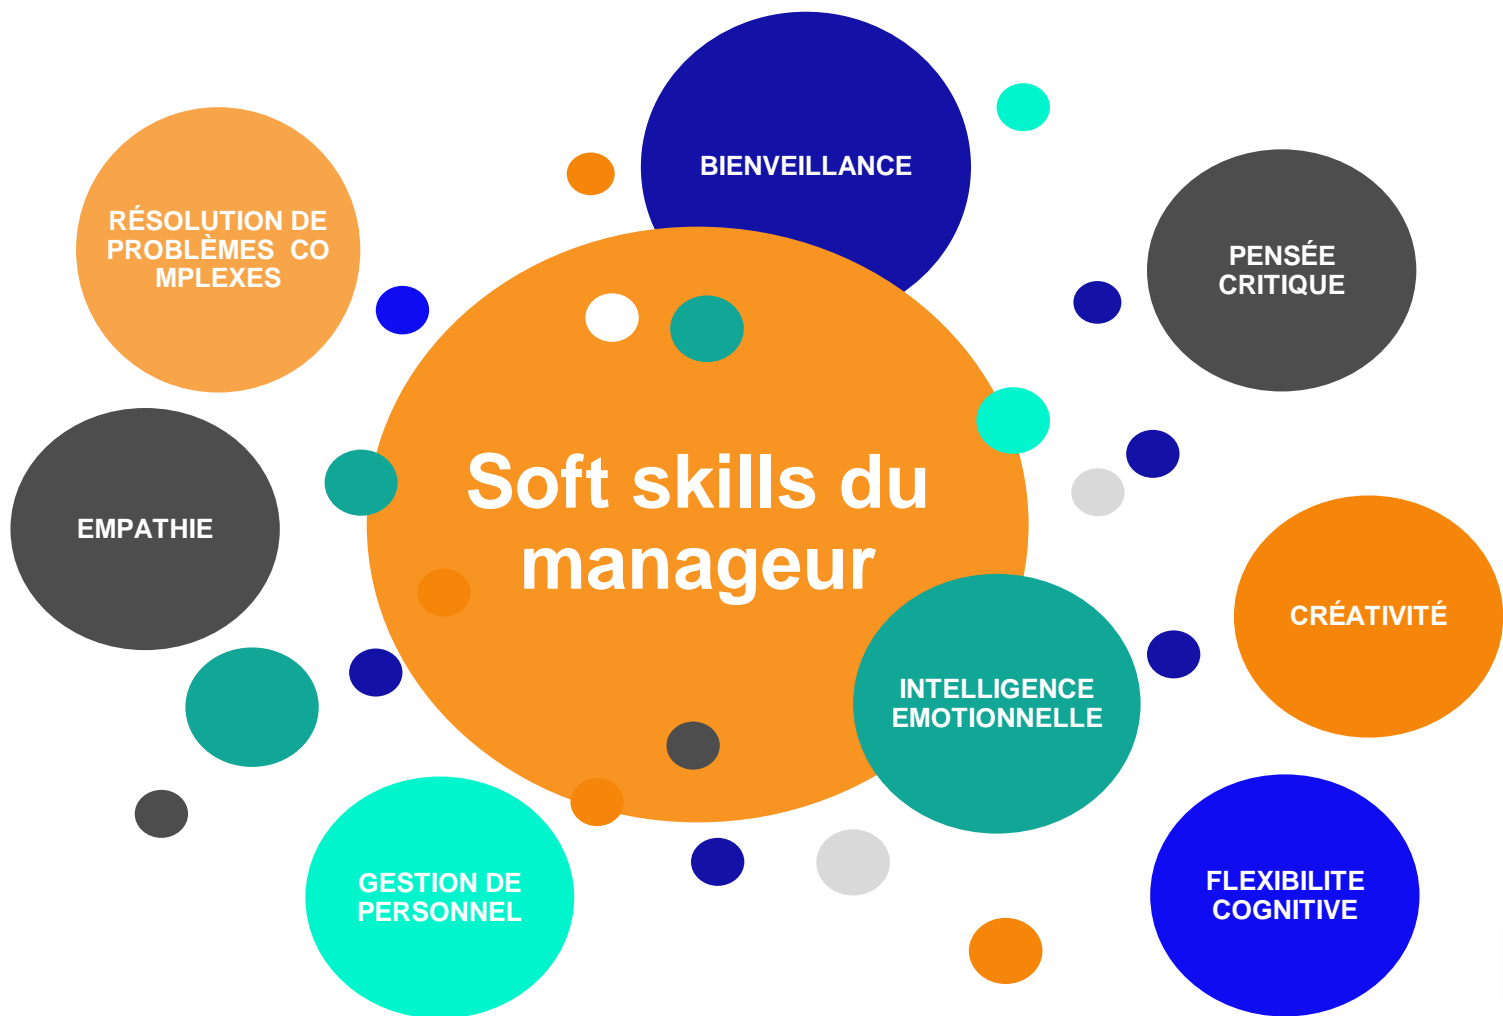 BIENVEILLANCE
RÉSOLUTION DE
PROBLÈMES  CO
MPLEXES
PENSÉE
CRITIQUE
Soft skills du
manageur
EMPATHIE
CRÉATIVITÉ
INTELLIGENCE
EMOTIONNELLE
GESTION DE
PERSONNEL
FLEXIBILITE
COGNITIVE